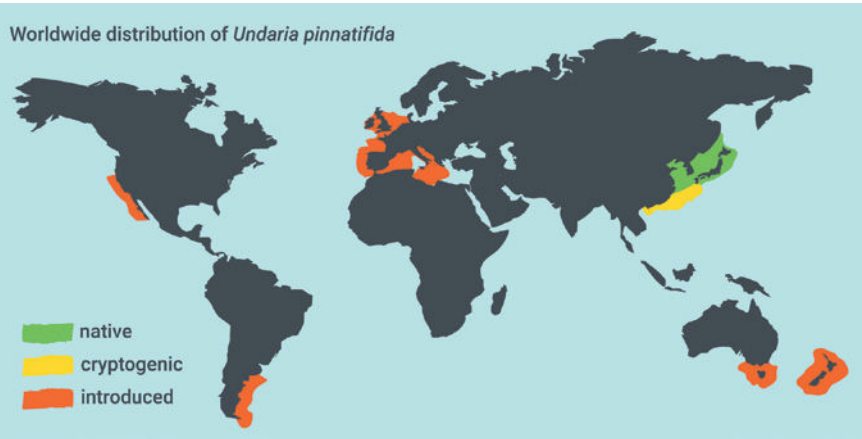 Worldwide distribution of Undaria pinnatifida
native
cryptogenic
introduced